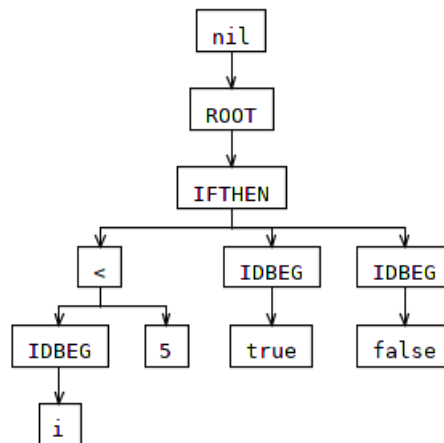 nil
ROOT
IFTHEN
< IDBEG IDBEG
IDBEG 5 true false
i